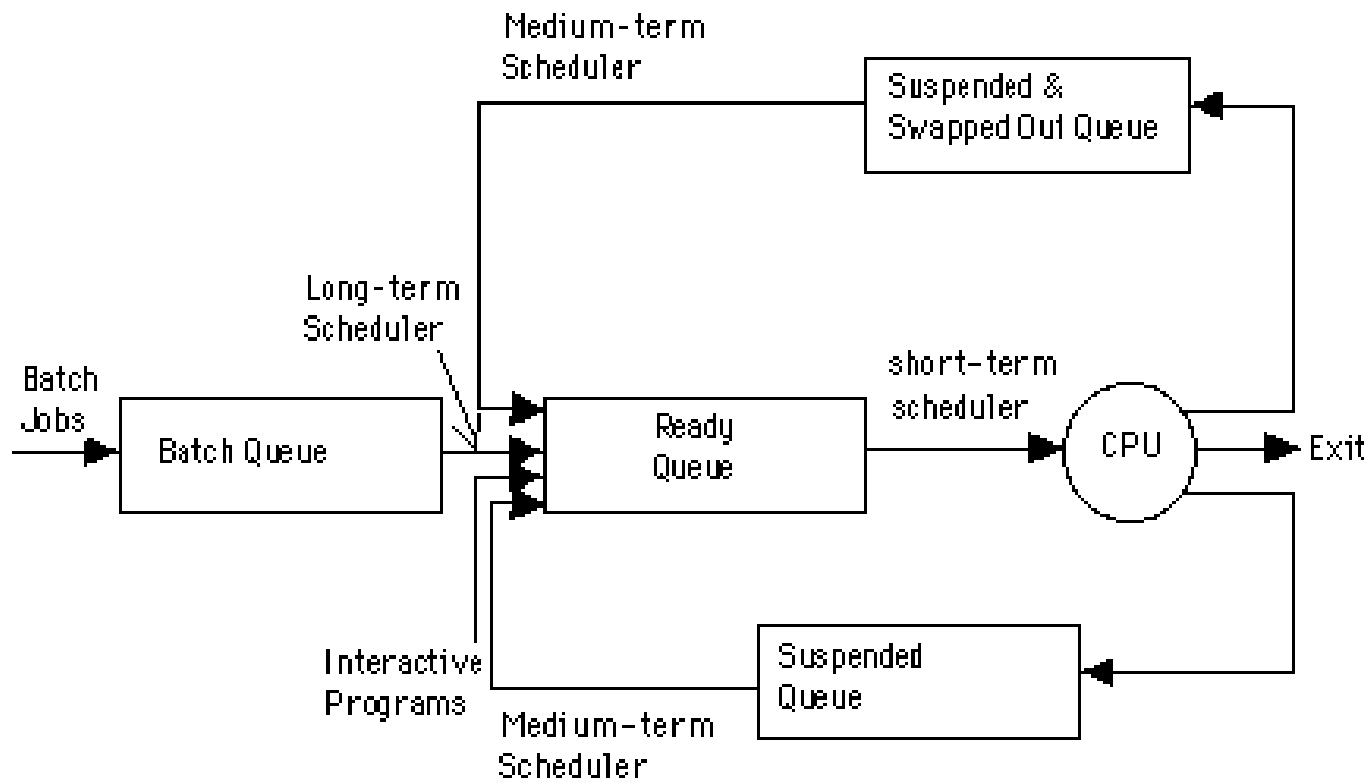 Medium-term
Scheduler
Suspended &
Swapped Out Queue
Long-term
Scheduler
Batch
Jobs
Batch Queue
Ready
Queue
short-term
scheduler
CPU
Exit
Interactive
Programs
Suspended
Queue
Medium-term
Scheduler